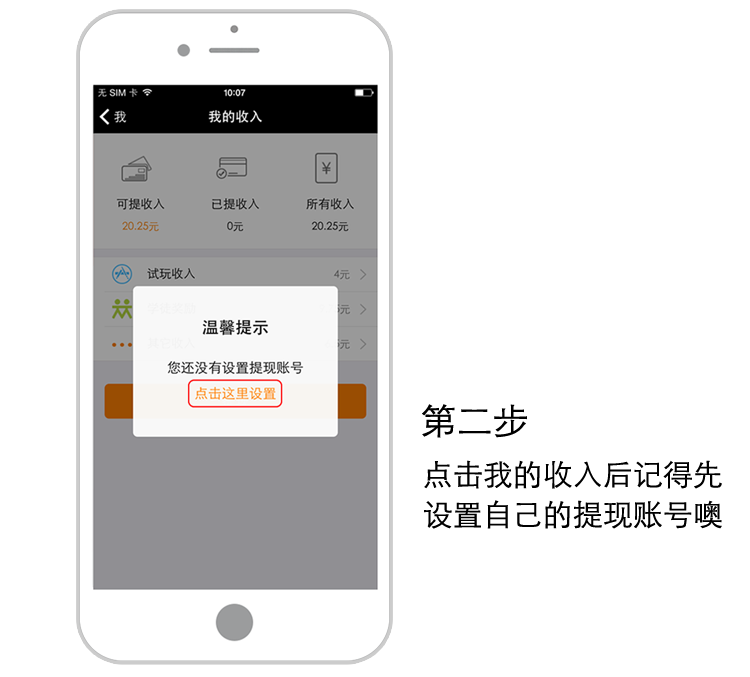 无 SIM 卡
10:07
我
我的收入
可提收入
已提收入
所有收入
20.25元
0元
20.25元
试玩收入
4元
元
元
温馨提示
您还没有设置提现账号
点击这里设置
第二步
点击我的收入后记得先
设置自己的提现账号噢